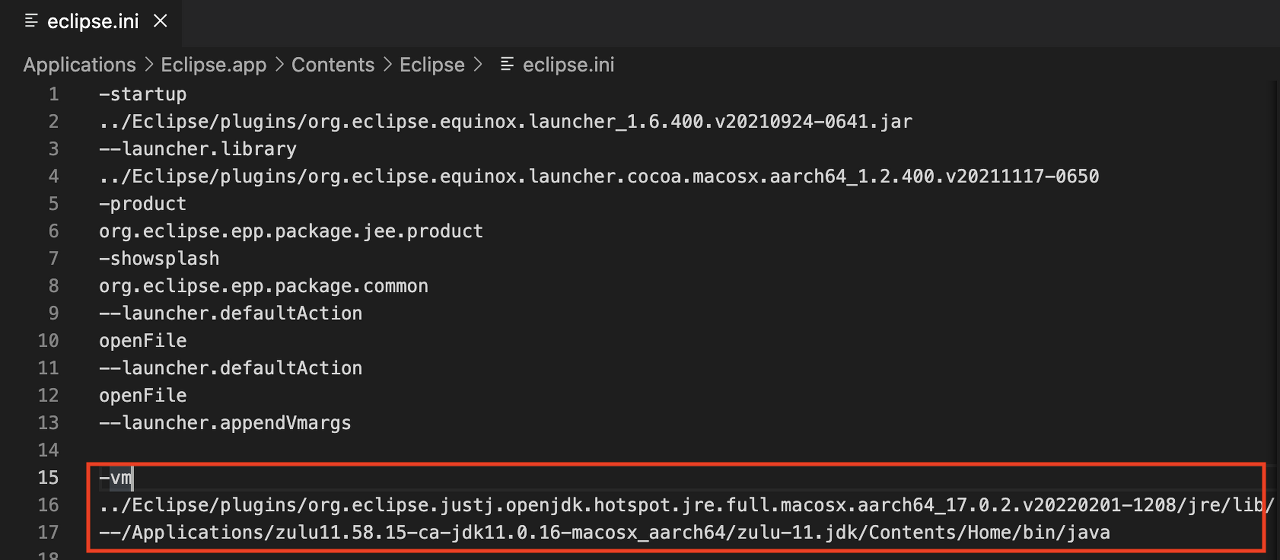 eclipse.ini
Applications > Eclipse.app > Contents > Eclipse > eclipse.ini
1 -startup
2 ../Eclipse/plugins/org.eclipse.equinox.launcher_1.6.400.v20210924-0641.jar
3 --launcher.library
4 ../Eclipse/plugins/org.eclipse.equinox.launcher.cocoa.macosx.aarch64_1.2.400.v20211117-0650
5 -product
6 org.eclipse.epp.package.jee.product
7 -showsplash
8 org.eclipse.epp.package.common
9 --launcher.defaultAction
10 openFile
11 --launcher.defaultAction
12 openFile
13 --launcher.appendVmargs
14
15 -vm
16 ../Eclipse/plugins/org.eclipse.justj.openjdk.hotspot.jre.full.macosx.aarch64_17.0.2.v20220201-1208/jre/lib/
17 --/Applications/zulu11.58.15-ca-jdk11.0.16-macosx_aarch64/zulu-11.jdk/Contents/Home/bin/java
18